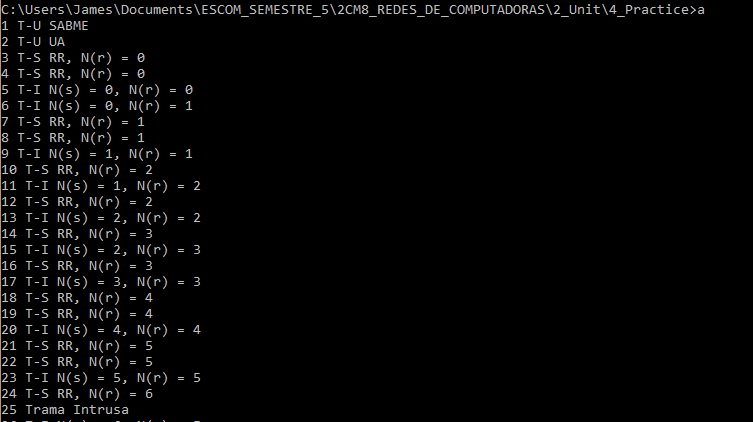 C:\Users\James\Documents\ESCOM_SEMESTRE_5\2CM8_REDES_DE_COMPUTADORAS\2_Unit\4_Practice>a
1 T-U SABME
2 T-U UA
3 T-S RR, N(r) = 0
4 T-S RR, N(r) = 0
5 T-I N(s) = 0, N(r) = 0
6 T-I N(s) = 0, N(r) = 1
7 T-S RR, N(r) = 1
8 T-S RR, N(r) = 1
9 T-I N(s) = 1, N(r) = 1
10 T-S RR, N(r) = 2
11 T-I N(s) = 1, N(r) = 2
12 T-S RR, N(r) = 2
13 T-I N(s) = 2, N(r) = 2
14 T-S RR, N(r) = 3
15 T-I N(s) = 2, N(r) = 3
16 T-S RR, N(r) = 3
17 T-I N(s) = 3, N(r) = 3
18 T-S RR, N(r) = 4
19 T-S RR, N(r) = 4
20 T-I N(s) = 4, N(r) = 4
21 T-S RR, N(r) = 5
22 T-S RR, N(r) = 5
23 T-I N(s) = 5, N(r) = 5
24 T-S RR, N(r) = 6
25 Trama Intrusa